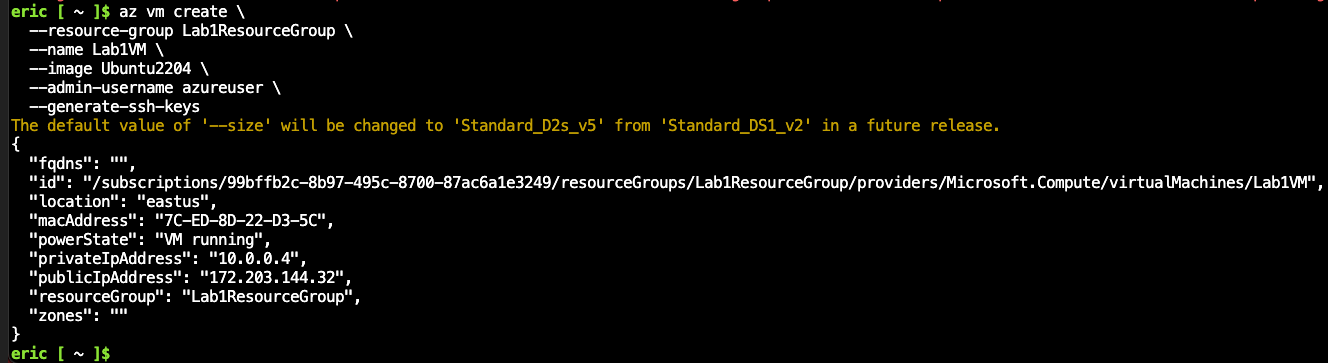 eric [ ~ ]$ az vm create \
  --resource-group Lab1ResourceGroup \
  --name Lab1VM \
  --image Ubuntu2204 \
  --admin-username azureuser \
  --generate-ssh-keys
The default value of '--size' will be changed to 'Standard_D2s_v5' from 'Standard_DS1_v2' in a future release.
{
  "fqdns": "",
  "id": "/subscriptions/99bffb2c-8b97-495c-8700-87ac6a1e3249/resourceGroups/Lab1ResourceGroup/providers/Microsoft.Compute/virtualMachines/Lab1VM",
  "location": "eastus",
  "macAddress": "7C-ED-8D-22-D3-5C",
  "powerState": "VM running",
  "privateIpAddress": "10.0.0.4",
  "publicIpAddress": "172.203.144.32",
  "resourceGroup": "Lab1ResourceGroup",
  "zones": ""
}
eric [ ~ ]$